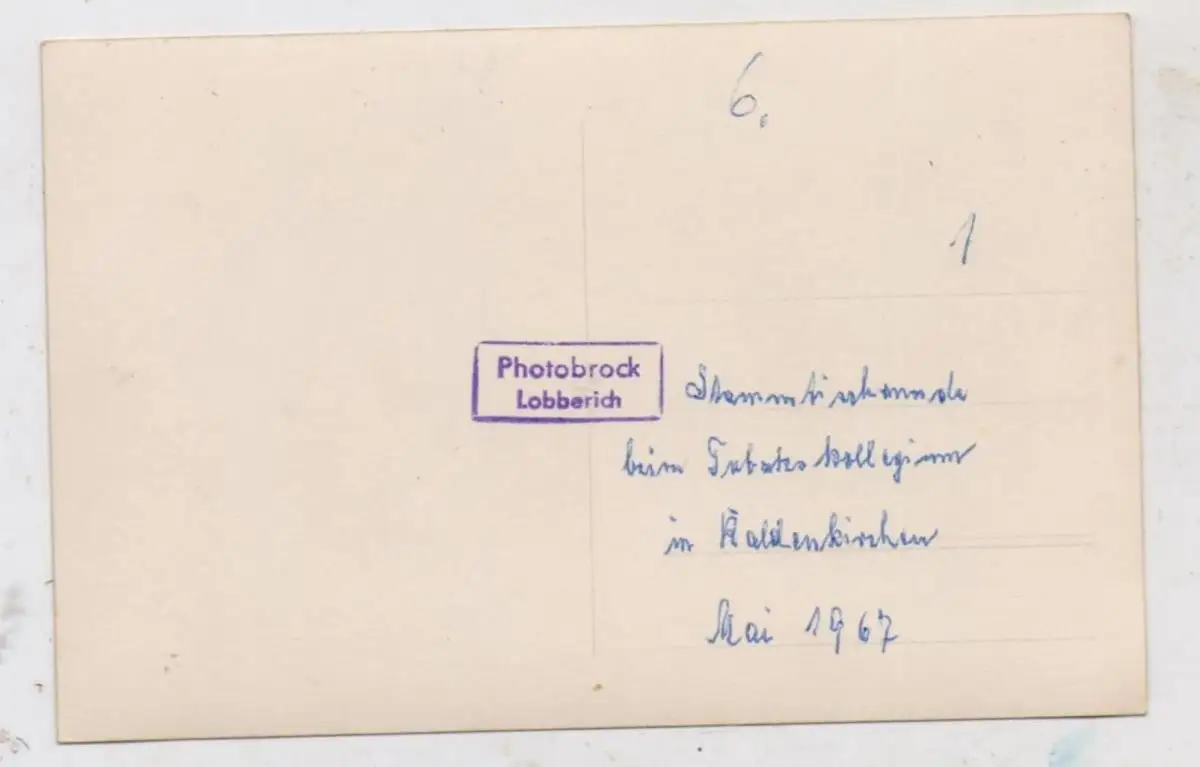 6.
1
Photobrock
Lobberich
Stammtischrunde
beim Tabakskollegium
in Kaldenkirchen
Mai 1967